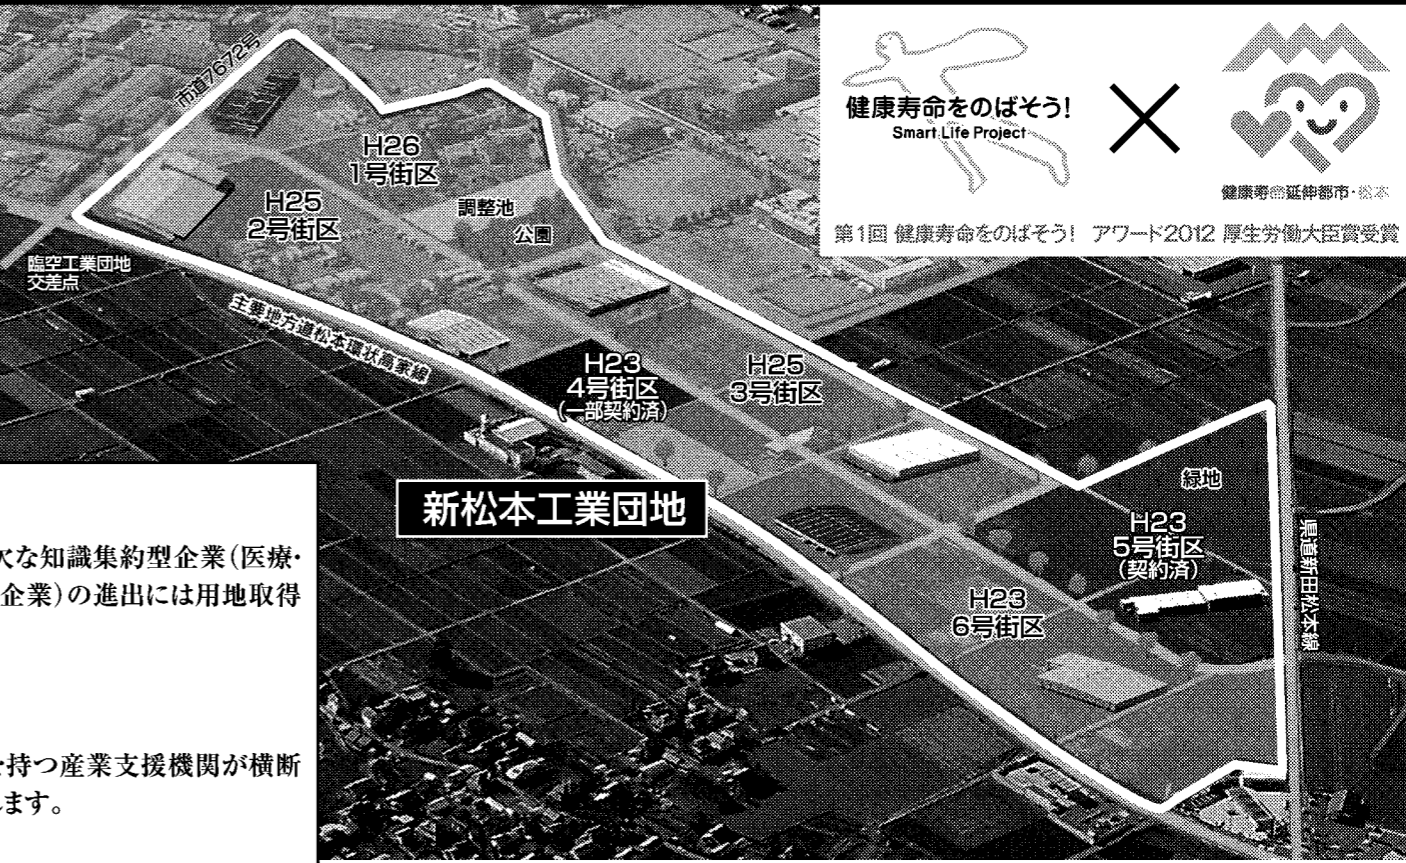 市道7672号
H26
1号街区
H25
2号街区
調整池
公園
臨空工業団地
交差点
主要地方道松本環状高家線
H23
4号街区
(一部契約済)
H25
3号街区
新松本工業団地
緑地
H23
5号街区
(契約済)
H23
6号街区
県道新田松本線
健康寿命をのばそう!
Smart Life Project
×
健康寿命延伸都市・松本
第1回 健康寿命をのばそう! アワード2012 厚生労働大臣賞受賞
欠な知識集約型企業(医療・
企業)の進出には用地取得
を持つ産業支援機関が横断
します。